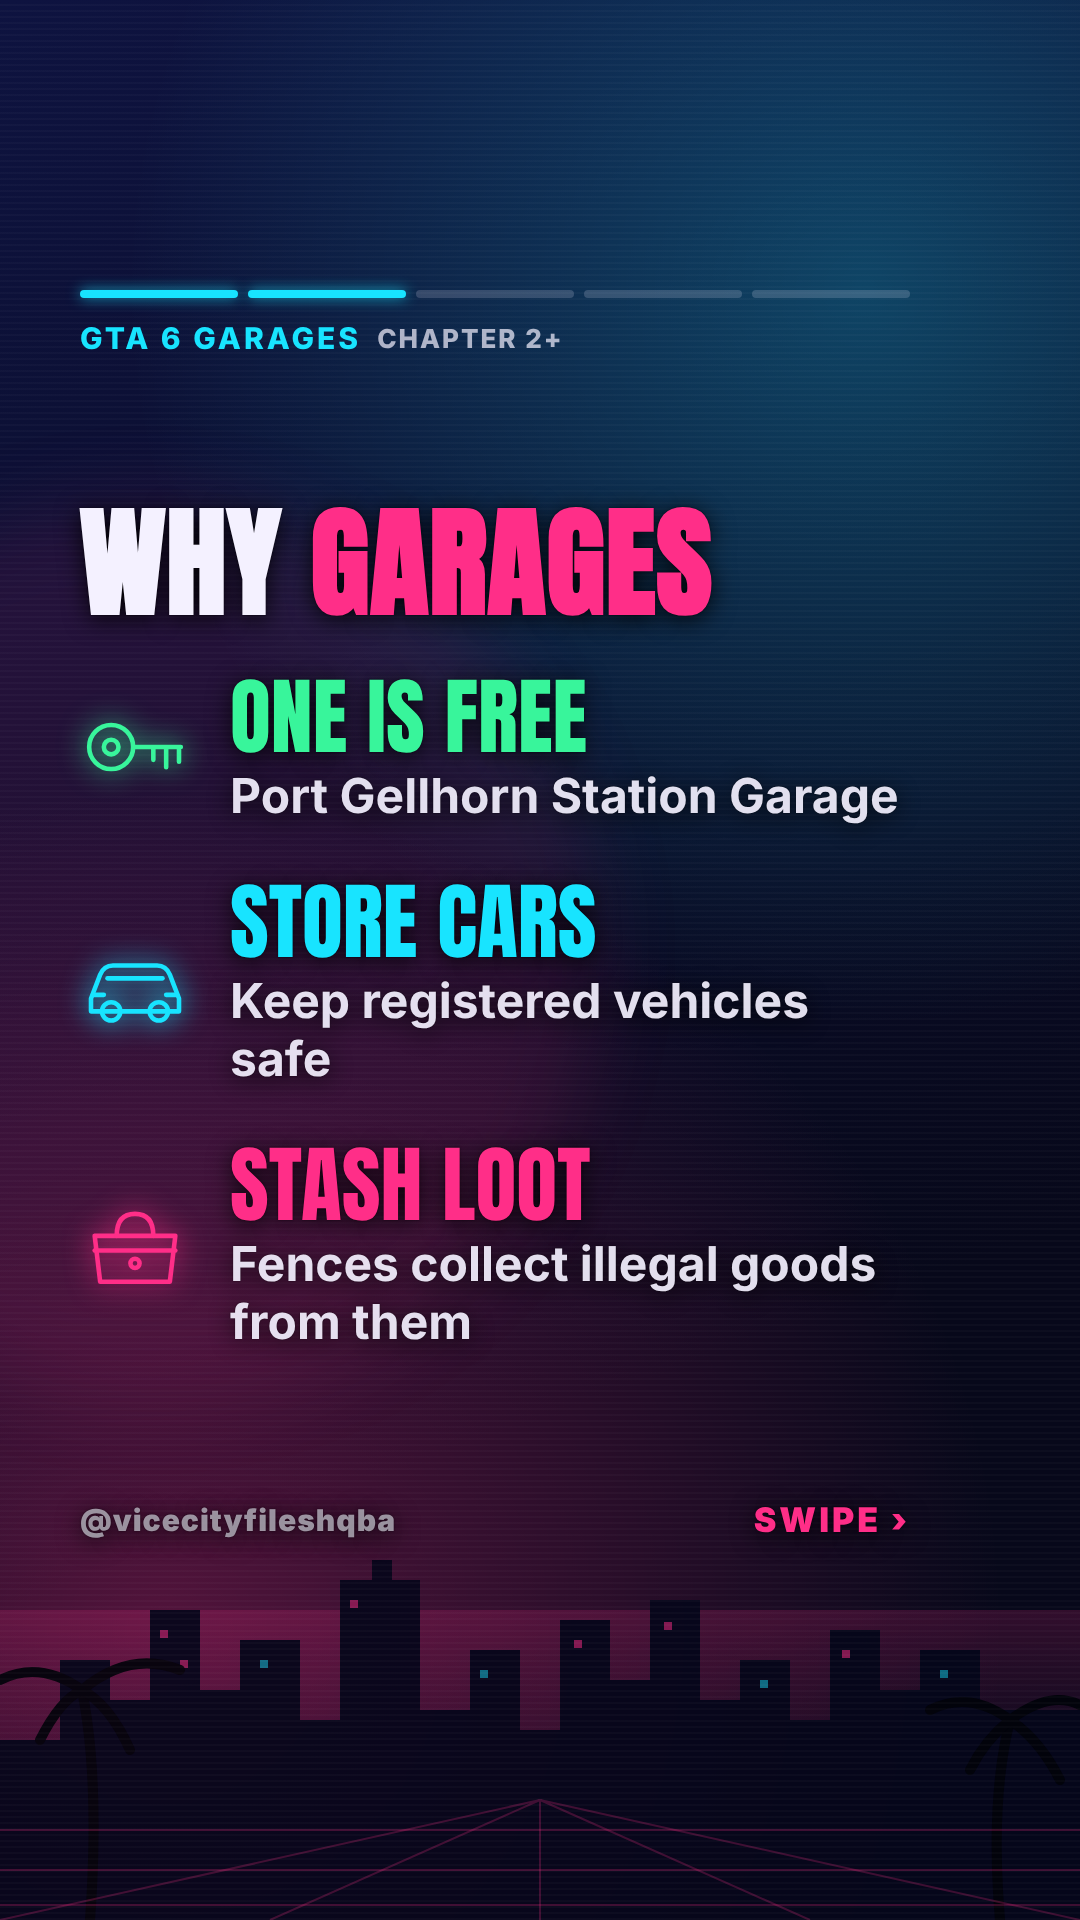 GTA 6 GARAGES CHAPTER 2+
WHY GARAGES
ONE IS FREE
Port Gellhorn Station Garage
STORE CARS
Keep registered vehicles
safe
STASH LOOT
Fences collect illegal goods
from them
@vicecityfileshqba
SWIPE ›